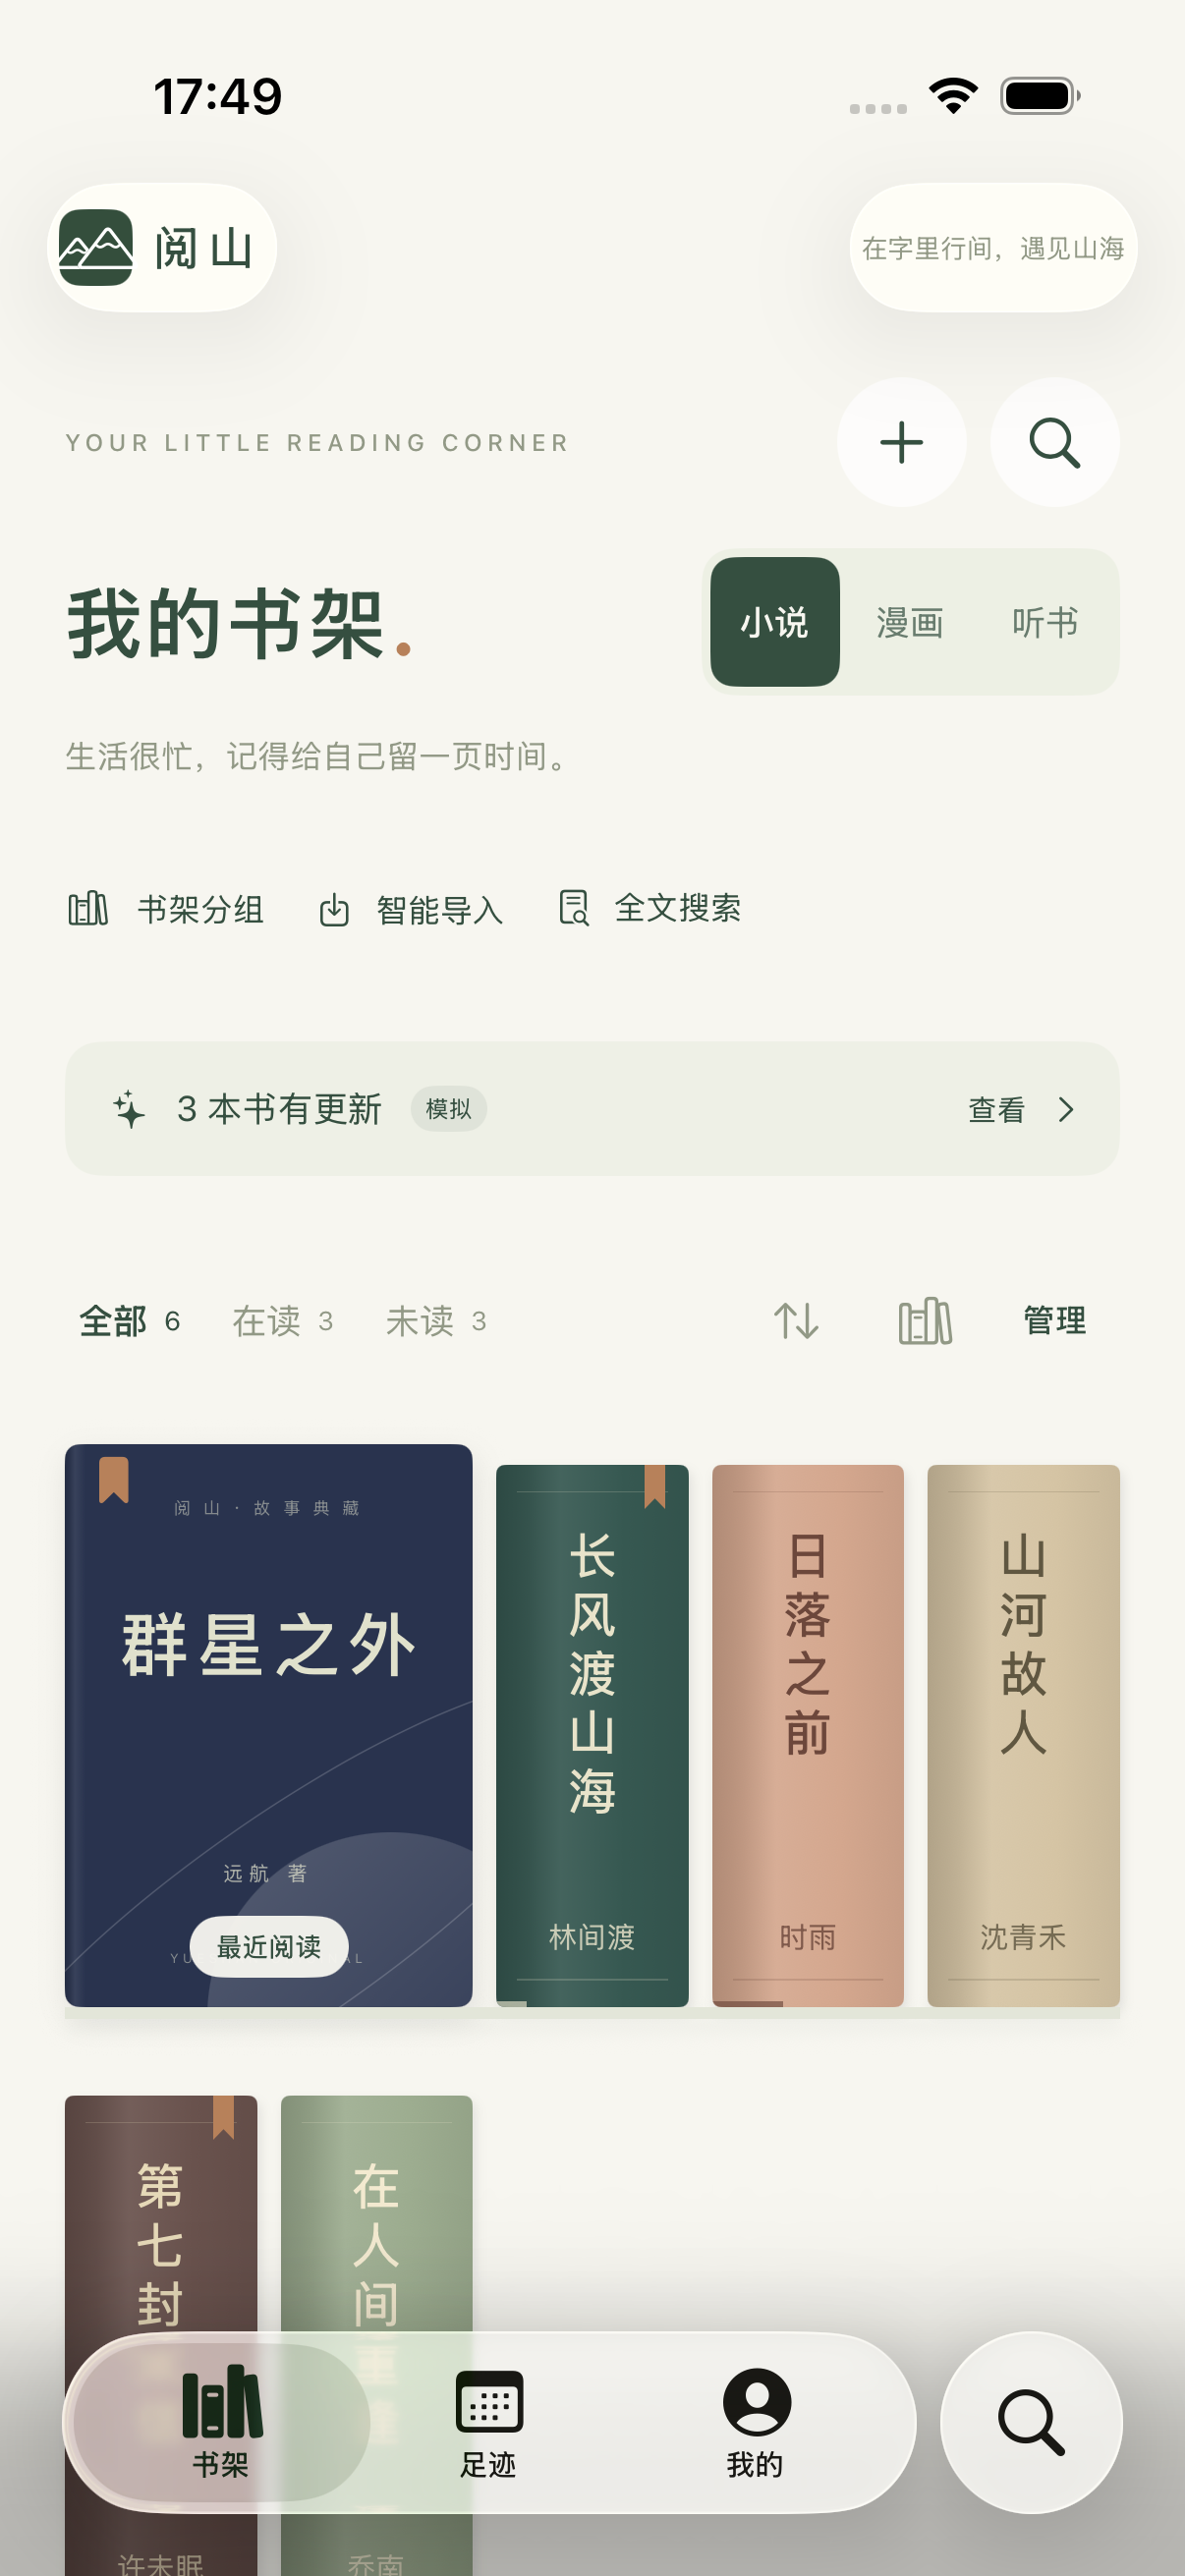 17:49
阅山
在字里行间，遇见山海
YOUR LITTLE READING CORNER
我的书架.
小说 漫画 听书
生活很忙，记得给自己留一页时间。
书架分组 智能导入 全文搜索
3 本书有更新 模拟 查看
全部 6 在读 3 未读 3 管理
阅山·故事典藏
群星之外
远航 著
最近阅读
长风渡山海
林间渡
日落之前
时雨
山河故人
沈青禾
第七封
许未眠
在人间
乔南
书架 足迹 我的